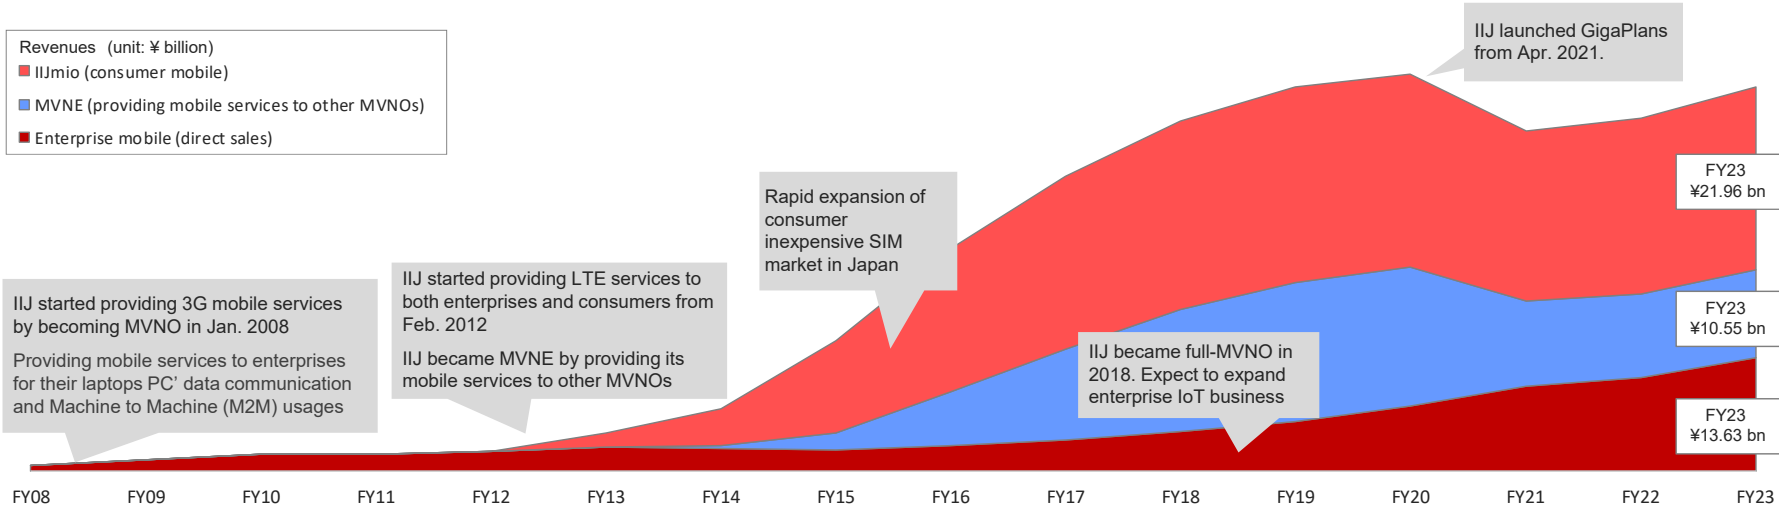 Revenues (unit: ¥ billion)
IIJmio (consumer mobile)
MVNE (providing mobile services to other MVNOs)
Enterprise mobile (direct sales)
IIJ launched GigaPlans
from Apr. 2021.
Rapid expansion of
consumer
inexpensive SIM
market in Japan
IIJ started providing 3G mobile services
by becoming MVNO in Jan. 2008
Providing mobile services to enterprises
for their laptops PC’ data communication
and Machine to Machine (M2M) usages
IIJ started providing LTE services to
both enterprises and consumers from
Feb. 2012
IIJ became MVNE by providing its
mobile services to other MVNOs
IIJ became full-MVNO in
2018. Expect to expand
enterprise IoT business
FY23
¥21.96 bn
FY23
¥10.55 bn
FY23
¥13.63 bn
FY08 FY09 FY10 FY11 FY12 FY13 FY14 FY15 FY16 FY17 FY18 FY19 FY20 FY21 FY22 FY23